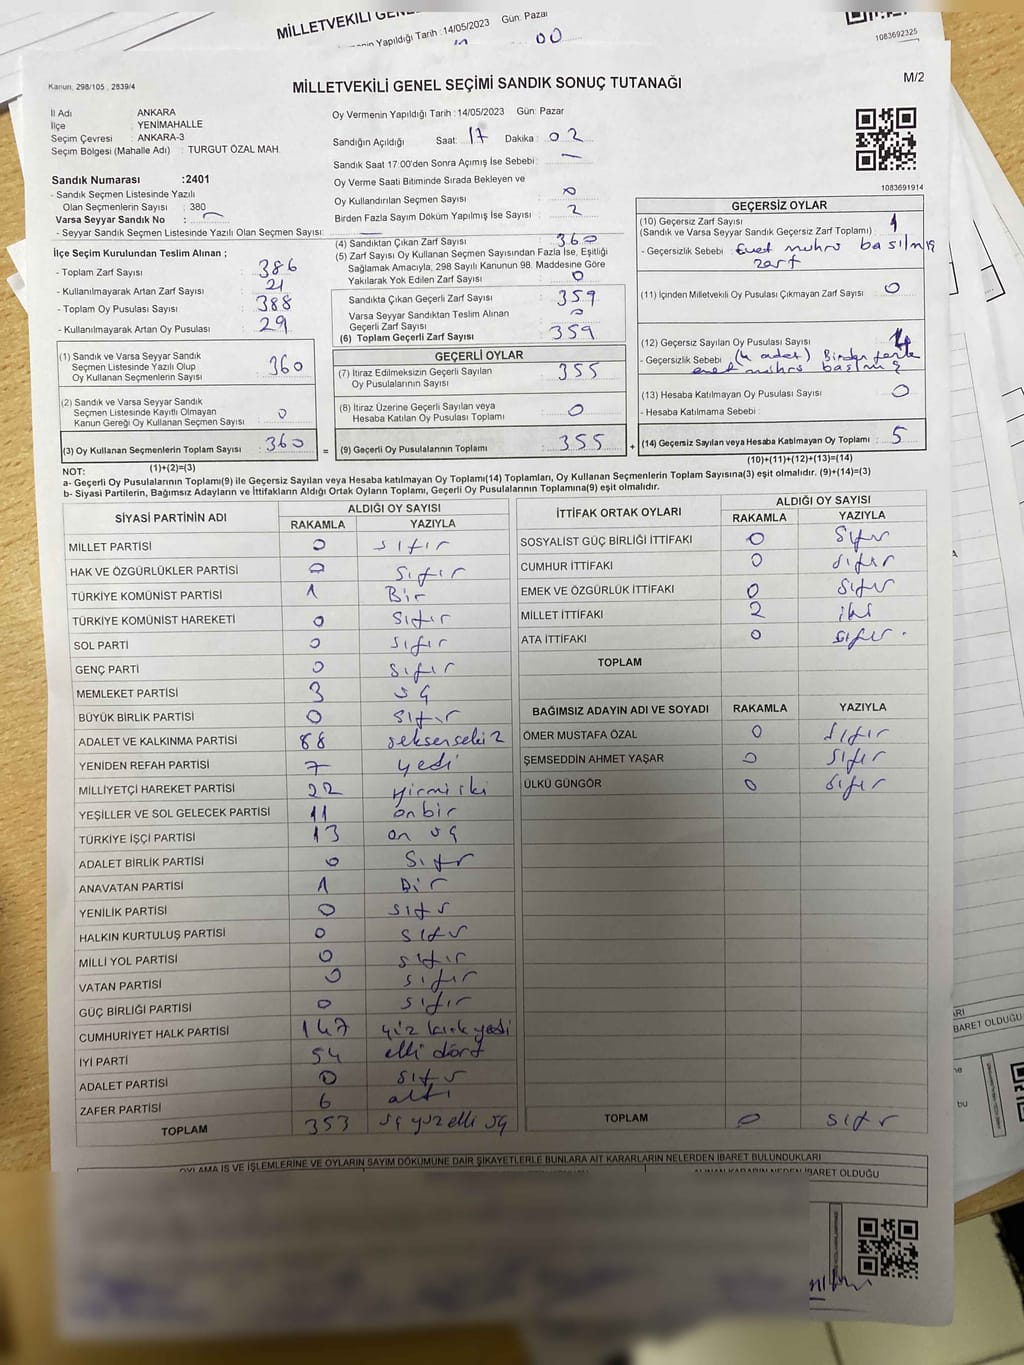 MİLLETVEKİLİ GENEL
Oy Vermenin Yapıldığı Tarih : 14/05/2023 Gün: Pazar
00
1083692325
Kanun: 298/105 , 2839/4
MİLLETVEKİLİ GENEL SEÇİMİ SANDIK SONUÇ TUTANAĞI
M/2
İl Adı ANKARA
İlçe YENİMAHALLE
Seçim Çevresi ANKARA-3
Seçim Bölgesi (Mahalle Adı) : TURGUT ÖZAL MAH.
Sandık Numarası :2401
- Sandık Seçmen Listesinde Yazılı
Olan Seçmenlerin Sayısı : 380
Varsa Seyyar Sandık No :
- Seyyar Sandık Seçmen Listesinde Yazılı Olan Seçmen Sayısı: —
Oy Vermenin Yapıldığı Tarih : 14/05/2023 Gün: Pazar
Sandığın Açıldığı Saat: 17 Dakika : 02
Sandık Saat 17:00'den Sonra Açımış İse Sebebi: —
Oy Verme Saati Bitiminde Sırada Bekleyen ve
Oy Kullandırılan Seçmen Sayısı : 0
Birden Fazla Sayım Döküm Yapılmış İse Sayısı : 2
1083691914
İlçe Seçim Kurulundan Teslim Alınan ;
- Toplam Zarf Sayısı : 386
- Kullanılmayarak Artan Zarf Sayısı : 21
- Toplam Oy Pusulası Sayısı : 388
- Kullanılmayarak Artan Oy Pusulası : 29
(4) Sandıktan Çıkan Zarf Sayısı : 360
(5) Zarf Sayısı Oy Kullanan Seçmen Sayısından Fazla İse, Eşitliği
Sağlamak Amacıyla, 298 Sayılı Kanunun 98. Maddesine Göre
Yakılarak Yok Edilen Zarf Sayısı : 0
Sandıkta Çıkan Geçerli Zarf Sayısı : 359
Varsa Seyyar Sandıktan Teslim Alınan
Geçerli Zarf Sayısı : 0
(6) Toplam Geçerli Zarf Sayısı : 359
GEÇERSİZ OYLAR
(10) Geçersiz Zarf Sayısı : 1
(Sandık ve Varsa Seyyar Sandık Geçersiz Zarf Toplamı)
- Geçersizlik Sebebi : Evet muhru basılmış
zarf
(11) İçinden Milletvekili Oy Pusulası Çıkmayan Zarf Sayısı : 0
(12) Geçersiz Sayılan Oy Pusulası Sayısı : 4
- Geçersizlik Sebebi (4 adet) Birden fazla
evet muhru basılmış
(13) Hesaba Katılmayan Oy Pusulası Sayısı : 0
- Hesaba Katılmama Sebebi :
(14) Geçersiz Sayılan veya Hesaba Katılmayan Oy Toplamı : 5
(10)+(11)+(12)+(13)=(14)
(1) Sandık ve Varsa Seyyar Sandık
Seçmen Listesinde Yazılı Olup
Oy Kullanan Seçmenlerin Sayısı : 360
(2) Sandık ve Varsa Seyyar Sandık
Seçmen Listesinde Kayıtlı Olmayan
Kanun Gereği Oy Kullanan Seçmen Sayısı : 0
(3) Oy Kullanan Seçmenlerin Toplam Sayısı : 360
=
(1)+(2)=(3)
GEÇERLİ OYLAR
(7) İtiraz Edilmeksizin Geçerli Sayılan
Oy Pusulalarının Sayısı : 355
(8) İtiraz Üzerine Geçerli Sayılan veya
Hesaba Katılan Oy Pusulası Toplamı : 0
(9) Geçerli Oy Pusulalarının Toplamı : 355
+
NOT:
a- Geçerli Oy Pusulalarının Toplamı(9) ile Geçersiz Sayılan veya Hesaba katılmayan Oy Toplamı(14) Toplamları, Oy Kullanan Seçmenlerin Toplam Sayısına(3) eşit olmalıdır. (9)+(14)=(3)
b- Siyasi Partilerin, Bağımsız Adayların ve İttifakların Aldığı Ortak Oyların Toplamı, Geçerli Oy Pusulalarının Toplamına(9) eşit olmalıdır.
SİYASİ PARTİNİN ADI ALDIĞI OY SAYISI
RAKAMLA YAZIYLA
MİLLET PARTİSİ 0 sıfır
HAK VE ÖZGÜRLÜKLER PARTİSİ 0 sıfır
TÜRKİYE KOMÜNİST PARTİSİ 1 Bir
TÜRKİYE KOMÜNİST HAREKETİ 0 sıfır
SOL PARTİ 0 sıfır
GENÇ PARTİ 0 sıfır
MEMLEKET PARTİSİ 3 üç
BÜYÜK BİRLİK PARTİSİ 0 sıfır
ADALET VE KALKINMA PARTİSİ 88 seksensekiz
YENİDEN REFAH PARTİSİ 7 yedi
MİLLİYETÇİ HAREKET PARTİSİ 22 yirmi iki
YEŞİLLER VE SOL GELECEK PARTİSİ 11 on bir
TÜRKİYE İŞÇİ PARTİSİ 13 on üç
ADALET BİRLİK PARTİSİ 0 sıfır
ANAVATAN PARTİSİ 1 bir
YENİLİK PARTİSİ 0 sıfır
HALKIN KURTULUŞ PARTİSİ 0 sıfır
MİLLİ YOL PARTİSİ 0 sıfır
VATAN PARTİSİ 0 sıfır
GÜÇ BİRLİĞİ PARTİSİ 0 sıfır
CUMHURİYET HALK PARTİSİ 147 yüz kırk yedi
İYİ PARTİ 54 elli dört
ADALET PARTİSİ 0 sıfır
ZAFER PARTİSİ 6 altı
TOPLAM 353 üç yüz elli üç
İTTİFAK ORTAK OYLARI ALDIĞI OY SAYISI
RAKAMLA YAZIYLA
SOSYALİST GÜÇ BİRLİĞİ İTTİFAKI 0 sıfır
CUMHUR İTTİFAKI 0 sıfır
EMEK VE ÖZGÜRLÜK İTTİFAKI 0 sıfır
MİLLET İTTİFAKI 2 iki
ATA İTTİFAKI 0 sıfır.
TOPLAM
BAĞIMSIZ ADAYIN ADI VE SOYADI RAKAMLA YAZIYLA
ÖMER MUSTAFA ÖZAL 0 sıfır
ŞEMSEDDİN AHMET YAŞAR 0 sıfır
ÜLKÜ GÜNGÖR 0 sıfır
TOPLAM 0 sıfır
OYLAMA İŞ VE İŞLEMLERİNE VE OYLARIN SAYIM DÖKÜMÜNE DAİR ŞİKAYETLERLE BUNLARA AİT KARARLARIN NELERDEN İBARET BULUNDUKLARI
ALINAN KARARIN NEDEN İBARET OLDUĞU
BARET OLDUĞU
bu